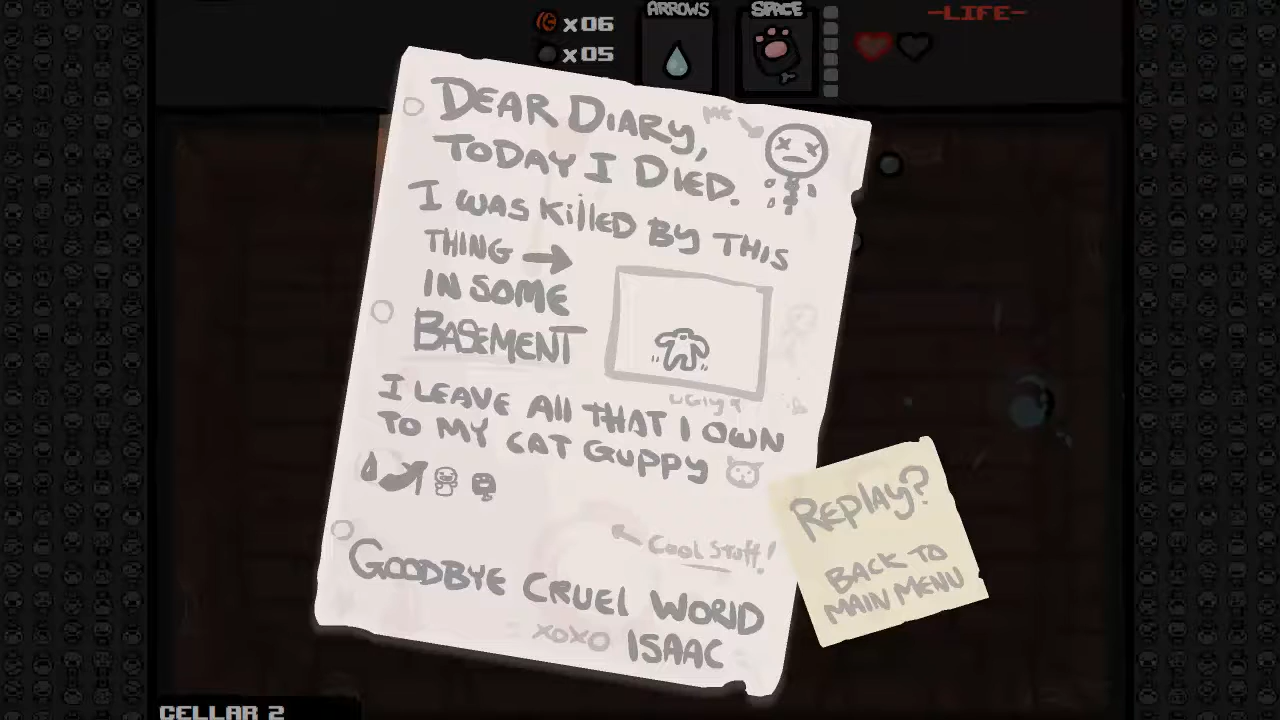 x06
x05
ARROWS
SPACE
-LIFE-
DEAR DIARY,
TODAY I DIED.
ME
I WAS KillED BY THIS
THING
IN SOME
BASEMENT
UGLY
I LEAVE All THAT I OWN
TO MY CAT GUPPY
COOL STUFF!
GOODBYE CRUEl WORlD
XOXO ISAAC
REPlAY?
BACK TO
MAIN MENU
CELLAR 2